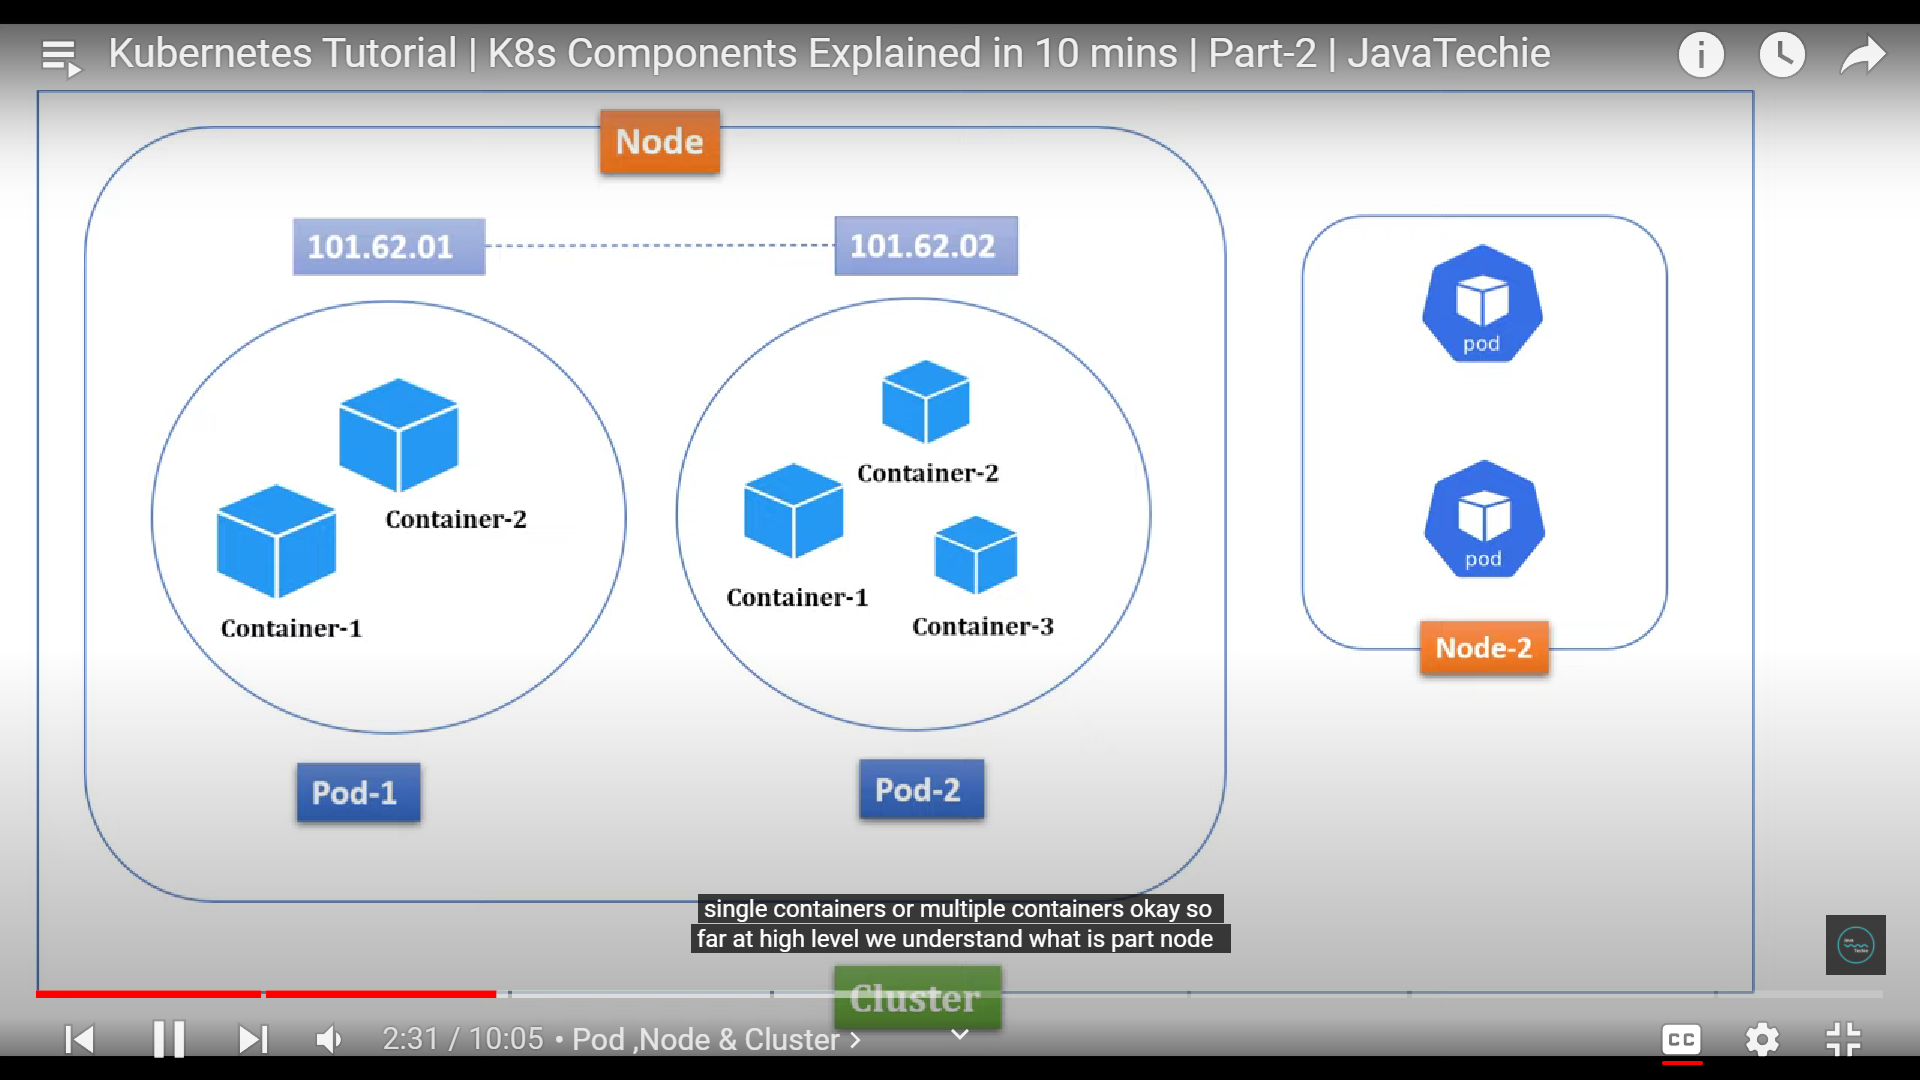 Kubernetes Tutorial | K8s Components Explained in 10 mins | Part-2 | JavaTechie
Node
101.62.01
101.62.02
Container-2
Container-1
Container-2
Container-1
Container-3
Pod-1
Pod-2
pod
pod
Node-2
single containers or multiple containers okay so
far at high level we understand what is part node
Cluster
2:31 / 10:05 • Pod ,Node & Cluster
CC